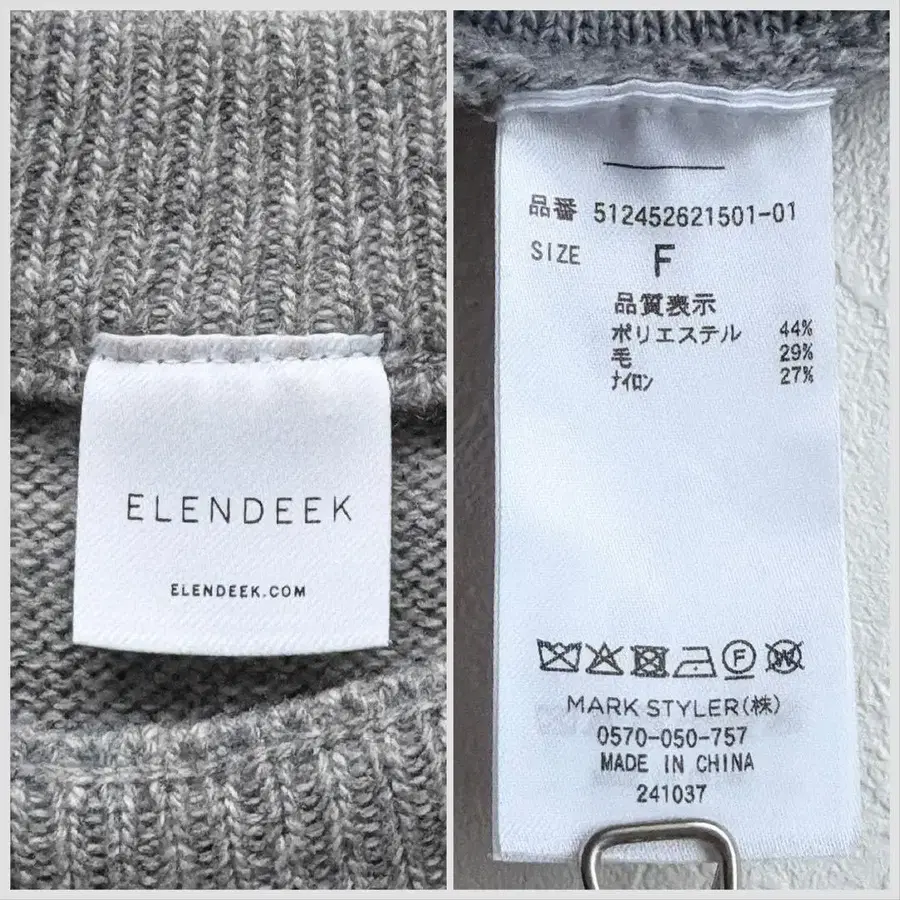 ELENDEEK
ELENDEEK.COM
品番 512452621501-01
SIZE F
品質表示
ポリエステル 44%
毛 29%
ナイロン 27%
F
W
MARK STYLER(株)
0570-050-757
MADE IN CHINA
241037